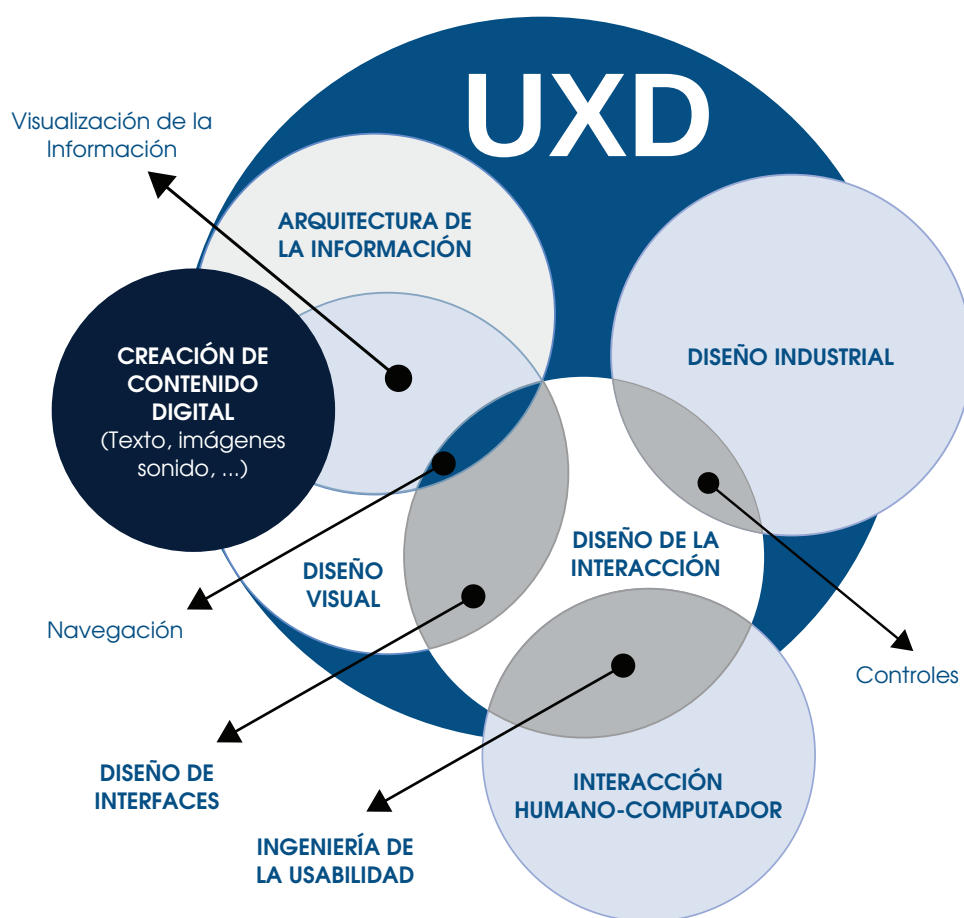 UXD
Visualización de la
Información
ARQUITECTURA DE
LA INFORMACIÓN
CREACIÓN DE
CONTENIDO
DIGITAL
(Texto, imágenes
sonido, ...)
DISEÑO INDUSTRIAL
DISEÑO DE LA
INTERACCIÓN
DISEÑO
VISUAL
Navegación
Controles
DISEÑO DE
INTERFACES
INTERACCIÓN
HUMANO-COMPUTADOR
INGENIERÍA DE
LA USABILIDAD